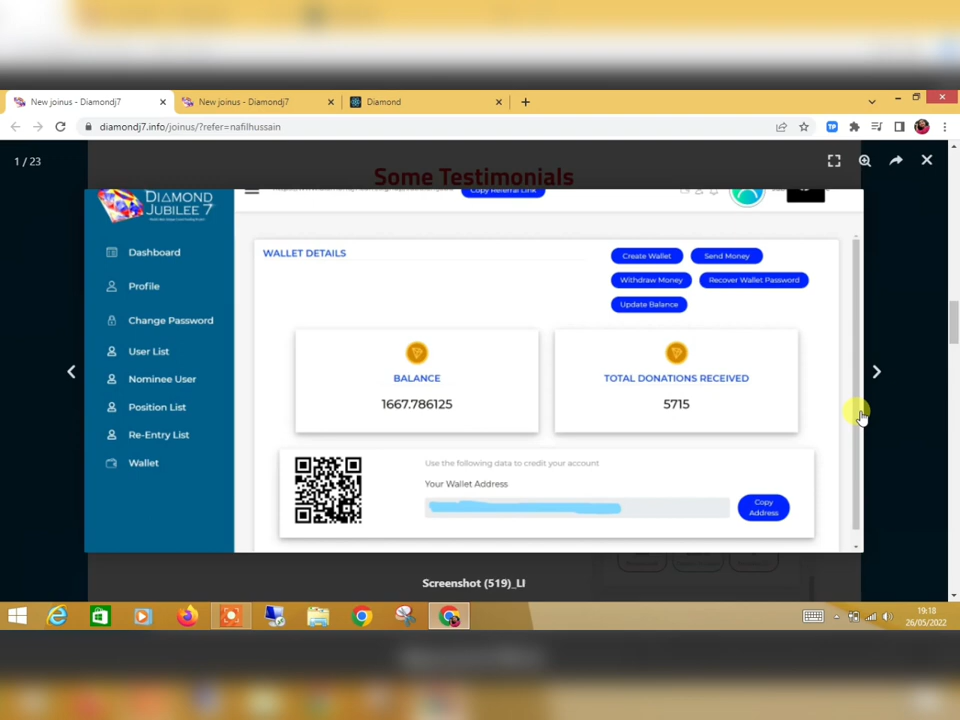 New joinus - Diamondj7
New joinus - Diamondj7
Diamond
diamondj7.info/joinus/?refer=nafilhussain
TP
1 / 23
Some Testimonials
Copy Referral Link
DIAMOND
JUBILEE 7
Dashboard
Profile
Change Password
User List
Nominee User
Position List
Re-Entry List
Wallet
WALLET DETAILS
Create Wallet
Send Money
Withdraw Money
Recover Wallet Password
Update Balance
BALANCE
1667.786125
TOTAL DONATIONS RECEIVED
5715
Use the following data to credit your account
Your Wallet Address
Copy
Address
Screenshot (519)_LI
19:18
26/05/2022